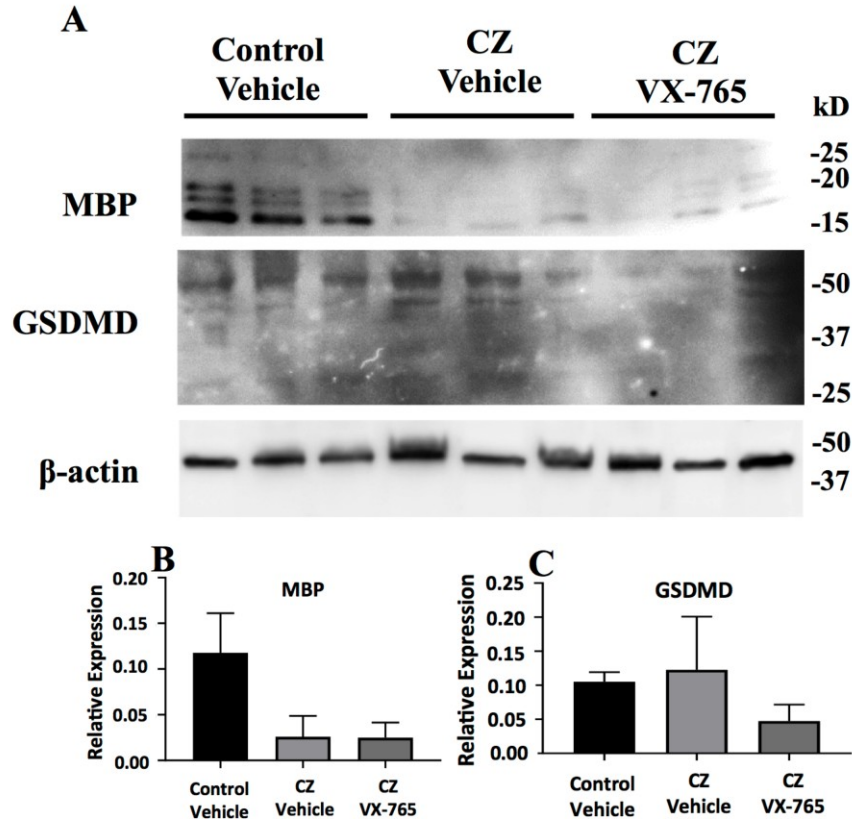 A
Control
Vehicle
CZ
Vehicle
CZ
VX-765
kD
MBP
-25
-20
-15
GSDMD
-50
-37
-25
β-actin
-50
-37
B
MBP
Relative Expression
0.20
0.15
0.10
0.05
0.00
Control
Vehicle
CZ
Vehicle
CZ
VX-765
C
GSDMD
Relative Expression
0.25
0.20
0.15
0.10
0.05
0.00
Control
Vehicle
CZ
Vehicle
CZ
VX-765